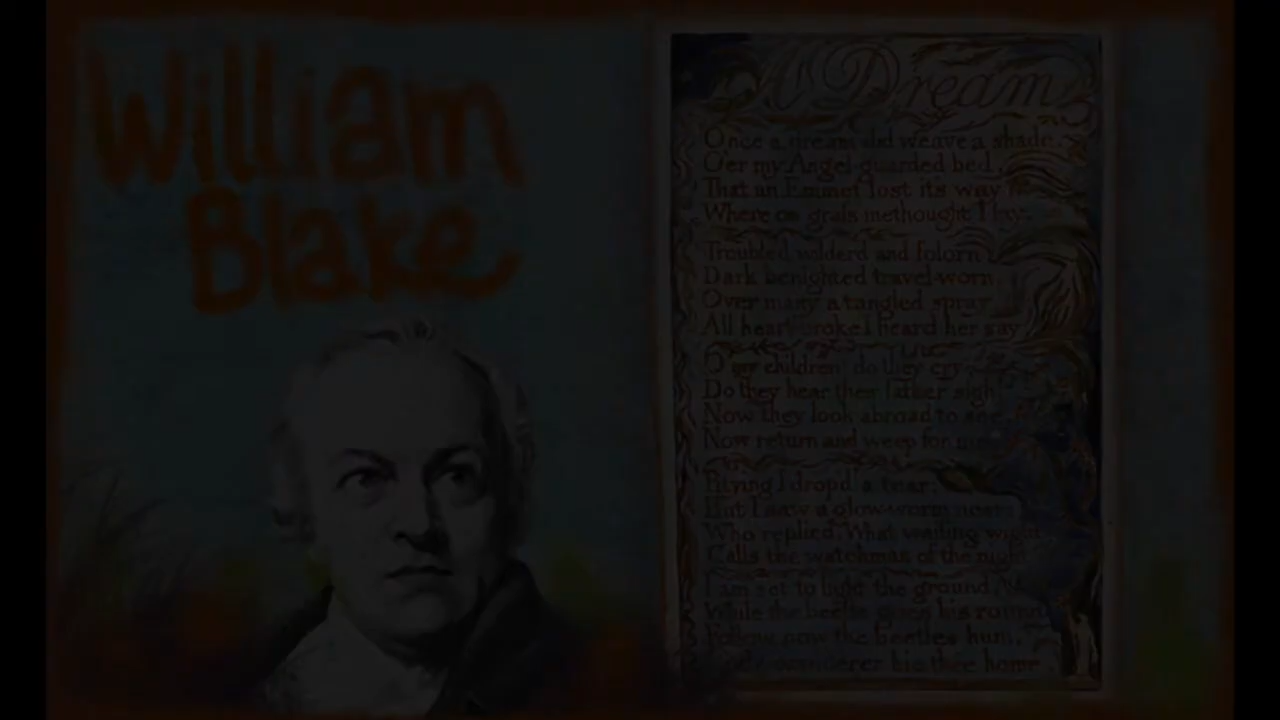 William
Blake
A Dream
Once a dream did weave a shade,
O'er my Angel-guarded bed,
That an Emmet lost its way
Where on grass methought I lay.
Troubled wilderd and folorn
Dark benighted travel-worn,
Over many a tangled spray
All heart-broke I heard her say
O my children do they cry
Do they hear their father sigh
Now they look abroad to see
Now return and weep for me
Pitying I dropd a tear:
But I saw a glow-worm near:
Who replied. What wailing wight
Calls the watchman of the night
I am set to light the ground,
While the beetle goes his round:
Follow now the beetles hum,
wanderer hie thee home